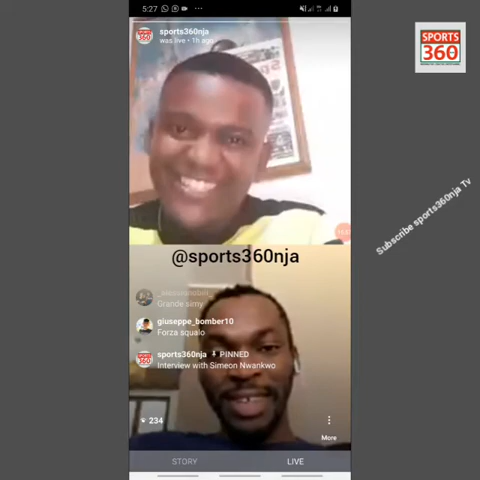 5:27
sports360nja
was live • 1h ago
SPORTS
360
Subscribe sports360nja Tv
@sports360nja
Grande simy
giuseppe_bomber10
Forza squalo
sports360nja PINNED
Interview with Simeon Nwankwo
234
More
STORY
LIVE